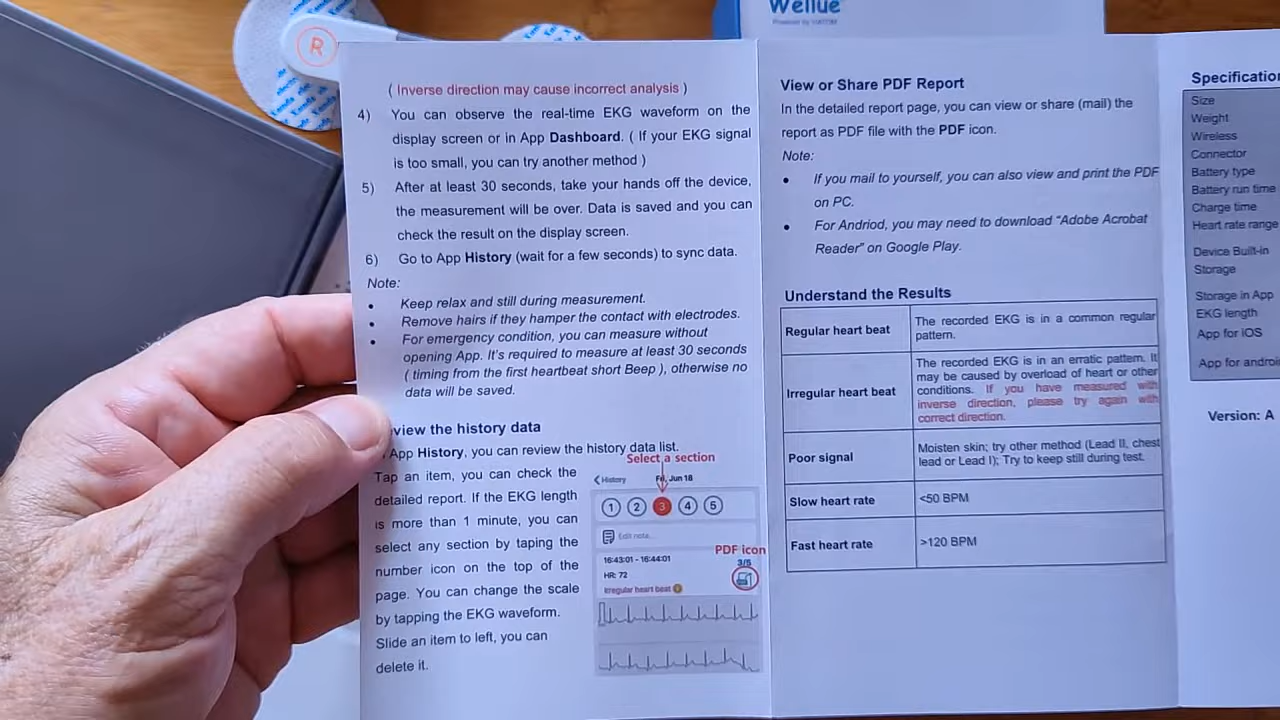 R
Wellue
Powered by VIATOM
( Inverse direction may cause incorrect analysis )
4) You can observe the real-time EKG waveform on the
display screen or in App Dashboard. ( If your EKG signal
is too small, you can try another method )
5) After at least 30 seconds, take your hands off the device,
the measurement will be over. Data is saved and you can
check the result on the display screen.
6) Go to App History (wait for a few seconds) to sync data.
Note:
• Keep relax and still during measurement.
• Remove hairs if they hamper the contact with electrodes.
• For emergency condition, you can measure without
opening App. It's required to measure at least 30 seconds
( timing from the first heartbeat short Beep ), otherwise no
data will be saved.
view the history data
App History, you can review the history data list.
Tap an item, you can check the
detailed report. If the EKG length
is more than 1 minute, you can
select any section by taping the
number icon on the top of the
page. You can change the scale
by tapping the EKG waveform.
Slide an item to left, you can
delete it.
Select a section
History
Fri, Jun 18
1 2 3 4 5
Edit note...
PDF icon
16:43:01 - 16:44:01
3/5
HR: 72
Irregular heart beat
View or Share PDF Report
In the detailed report page, you can view or share (mail) the
report as PDF file with the PDF icon.
Note:
• If you mail to yourself, you can also view and print the PDF
on PC.
• For Andriod, you may need to download “Adobe Acrobat
Reader” on Google Play.
Understand the Results
Regular heart beat
The recorded EKG is in a common regular
pattern.
Irregular heart beat
The recorded EKG is in an erratic pattern. It
may be caused by overload of heart or other
conditions. If you have measured with
inverse direction, please try again with
correct direction.
Poor signal
Moisten skin; try other method (Lead II, chest
lead or Lead I); Try to keep still during test.
Slow heart rate
<50 BPM
Fast heart rate
>120 BPM
Specificatio
Size
Weight
Wireless
Connector
Battery type
Battery run time
Charge time
Heart rate range
Device Built-in
Storage
Storage in App
EKG length
App for iOS
App for androi
Version: A